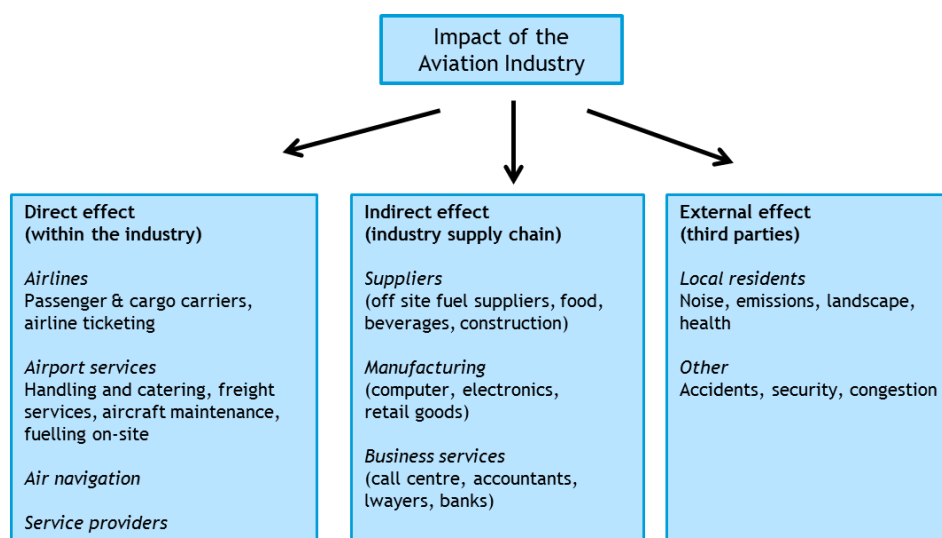 Impact of the
Aviation Industry
Direct effect
(within the industry)
Airlines
Passenger & cargo carriers,
airline ticketing
Airport services
Handling and catering, freight
services, aircraft maintenance,
fuelling on-site
Air navigation
Service providers
Indirect effect
(industry supply chain)
Suppliers
(off site fuel suppliers, food,
beverages, construction)
Manufacturing
(computer, electronics,
retail goods)
Business services
(call centre, accountants,
lwayers, banks)
External effect
(third parties)
Local residents
Noise, emissions, landscape,
health
Other
Accidents, security, congestion